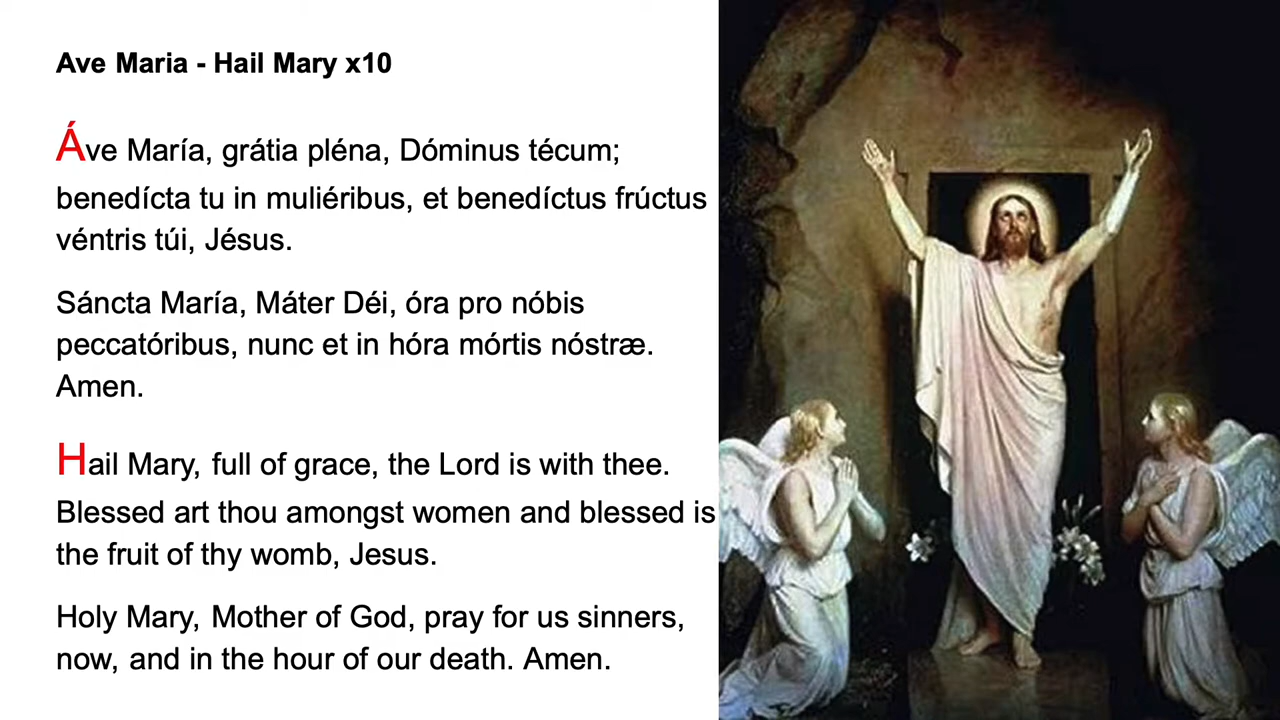 Ave Maria - Hail Mary x10
Áve María, grátia pléna, Dóminus técum;
benedícta tu in muliéribus, et benedíctus frúctus
véntris túi, Jésus.
Sáncta María, Máter Déi, óra pro nóbis
peccatóribus, nunc et in hóra mórtis nóstræ.
Amen.
Hail Mary, full of grace, the Lord is with thee.
Blessed art thou amongst women and blessed is
the fruit of thy womb, Jesus.
Holy Mary, Mother of God, pray for us sinners,
now, and in the hour of our death. Amen.